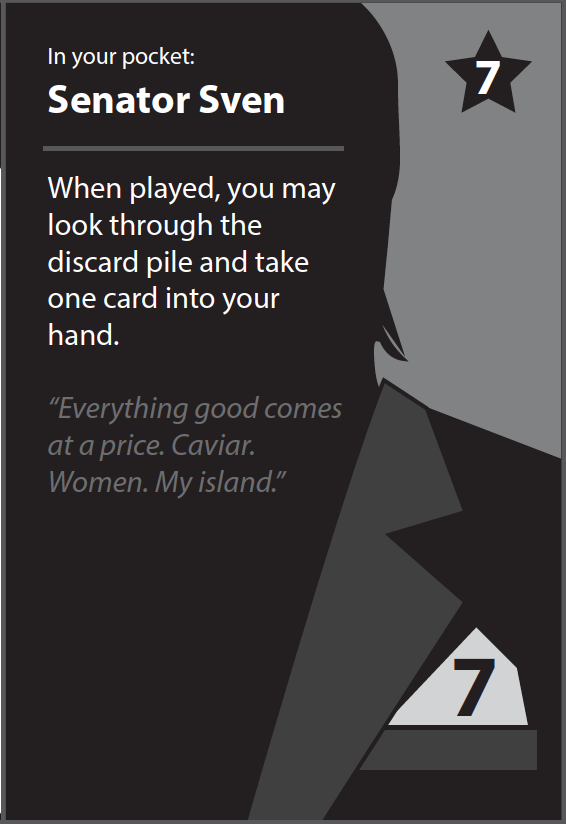 In your pocket:
7
Senator Sven
When played, you may
look through the
discard pile and take
one card into your
hand.
“Everything good comes
at a price. Caviar.
Women. My island.”
7